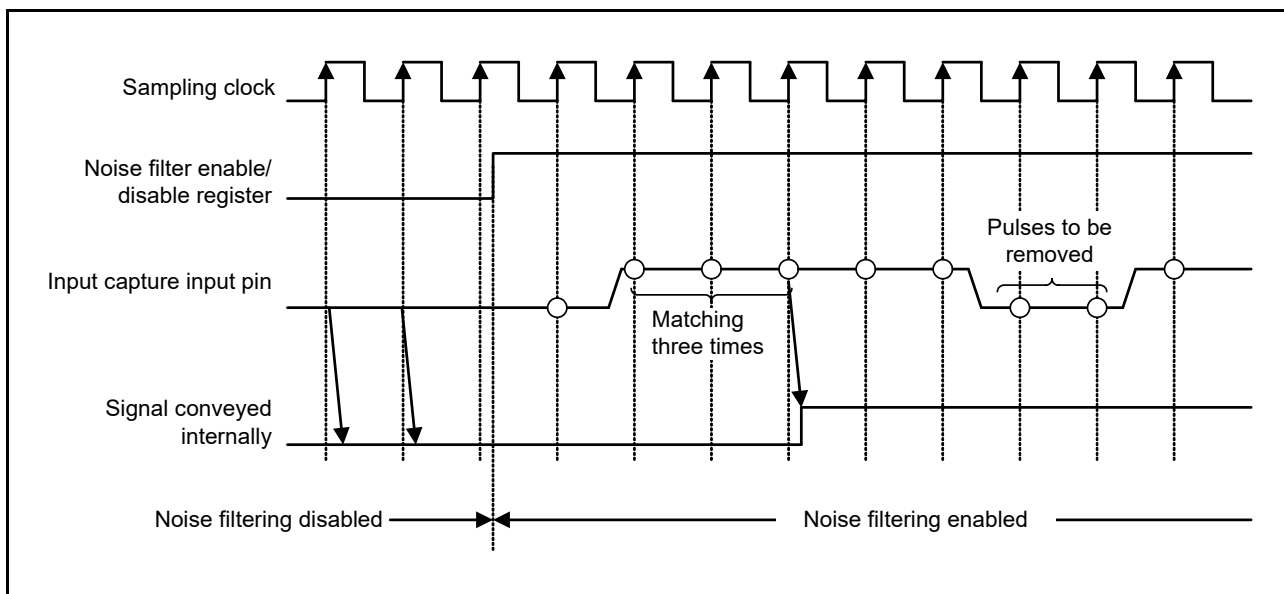 Sampling clock
Noise filter enable/
disable register
Pulses to be
removed
Input capture input pin
Matching
three times
Signal conveyed
internally
Noise filtering disabled
Noise filtering enabled